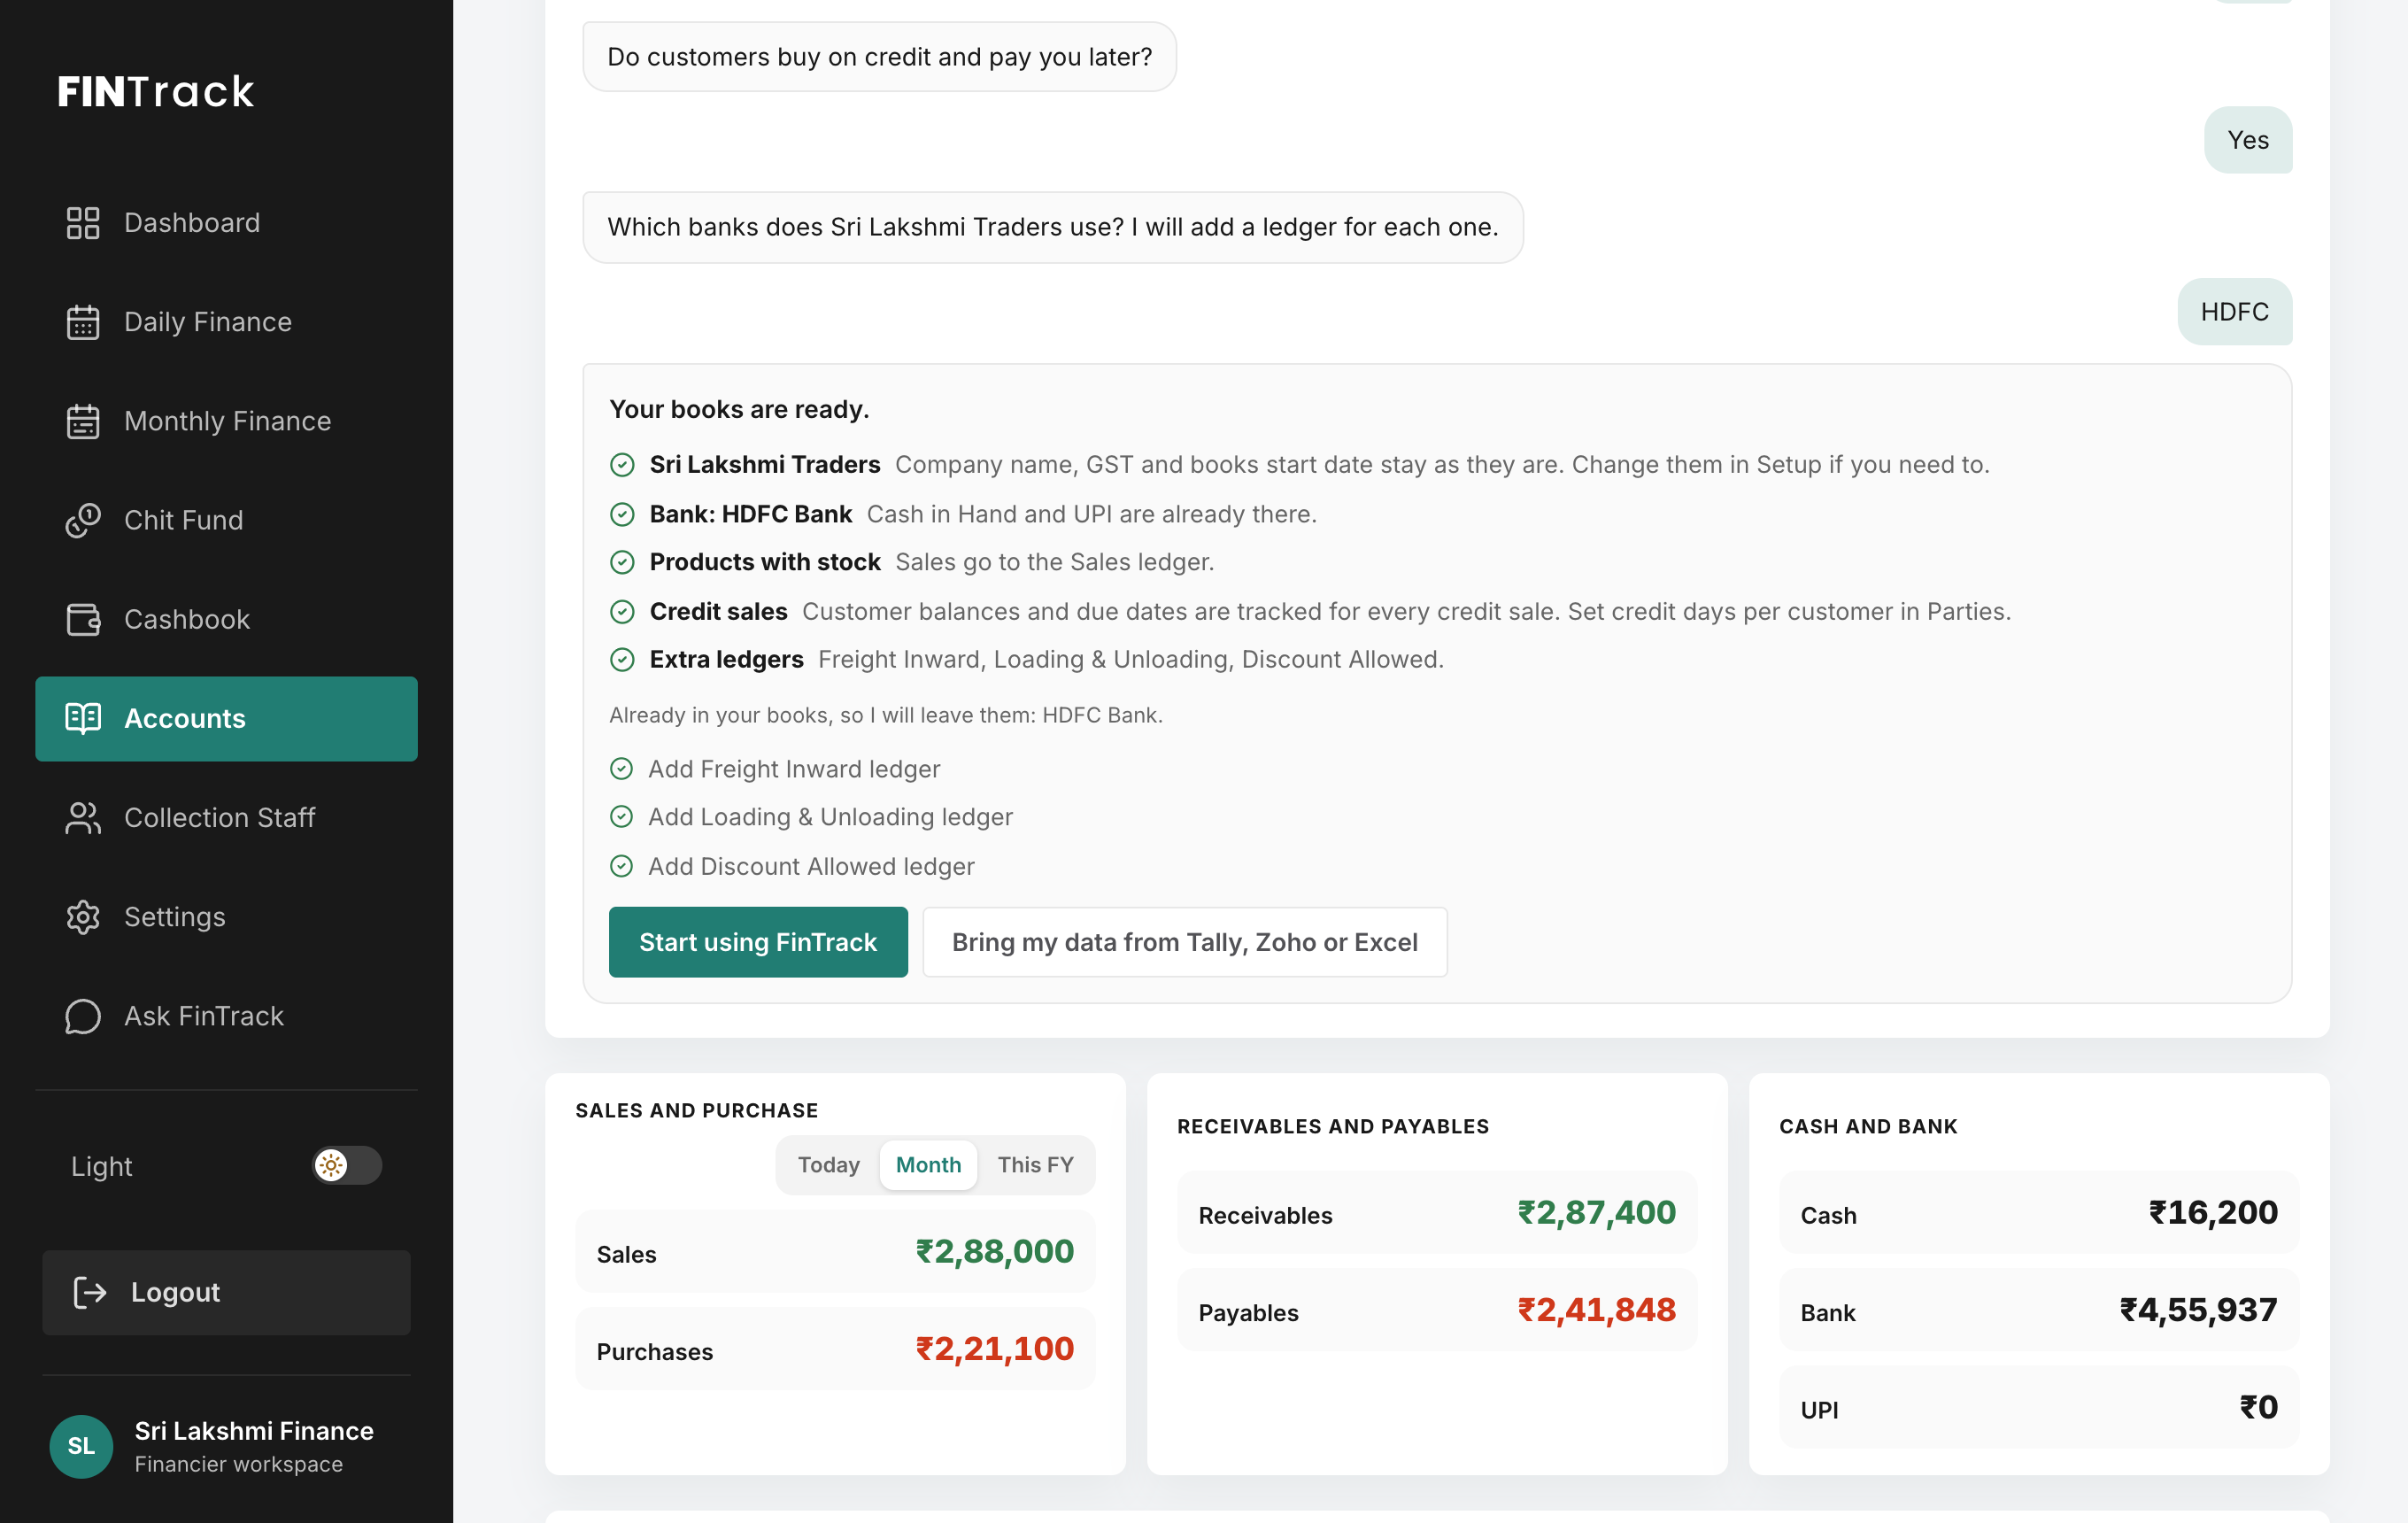 FINTrack
Dashboard
Daily Finance
Monthly Finance
Chit Fund
Cashbook
Accounts
Collection Staff
Settings
Ask FinTrack
Light
Logout
SL
Sri Lakshmi Finance
Financier workspace
Do customers buy on credit and pay you later?
Yes
Which banks does Sri Lakshmi Traders use? I will add a ledger for each one.
HDFC
Your books are ready.
Sri Lakshmi Traders Company name, GST and books start date stay as they are. Change them in Setup if you need to.
Bank: HDFC Bank Cash in Hand and UPI are already there.
Products with stock Sales go to the Sales ledger.
Credit sales Customer balances and due dates are tracked for every credit sale. Set credit days per customer in Parties.
Extra ledgers Freight Inward, Loading & Unloading, Discount Allowed.
Already in your books, so I will leave them: HDFC Bank.
Add Freight Inward ledger
Add Loading & Unloading ledger
Add Discount Allowed ledger
Start using FinTrack Bring my data from Tally, Zoho or Excel
SALES AND PURCHASE
Today Month This FY
Sales ₹2,88,000
Purchases ₹2,21,100
RECEIVABLES AND PAYABLES
Receivables ₹2,87,400
Payables ₹2,41,848
CASH AND BANK
Cash ₹16,200
Bank ₹4,55,937
UPI ₹0